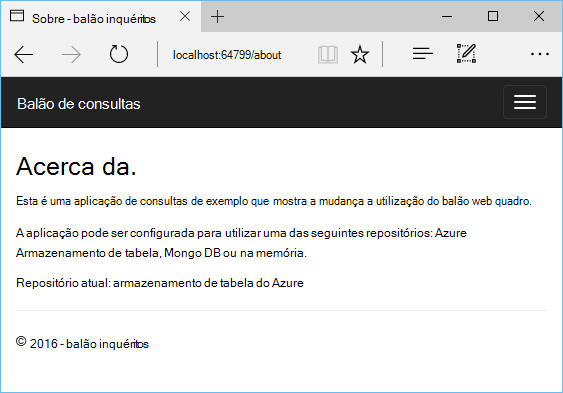 Sobre - balão inquéritos
localhost:64799/about
Balão de consultas
Acerca da.
Esta é uma aplicação de consultas de exemplo que mostra a mudança a utilização do balão web quadro.
A aplicação pode ser configurada para utilizar uma das seguintes repositórios: Azure
Armazenamento de tabela, Mongo DB ou na memória.
Repositório atual: armazenamento de tabela do Azure
© 2016 - balão inquéritos